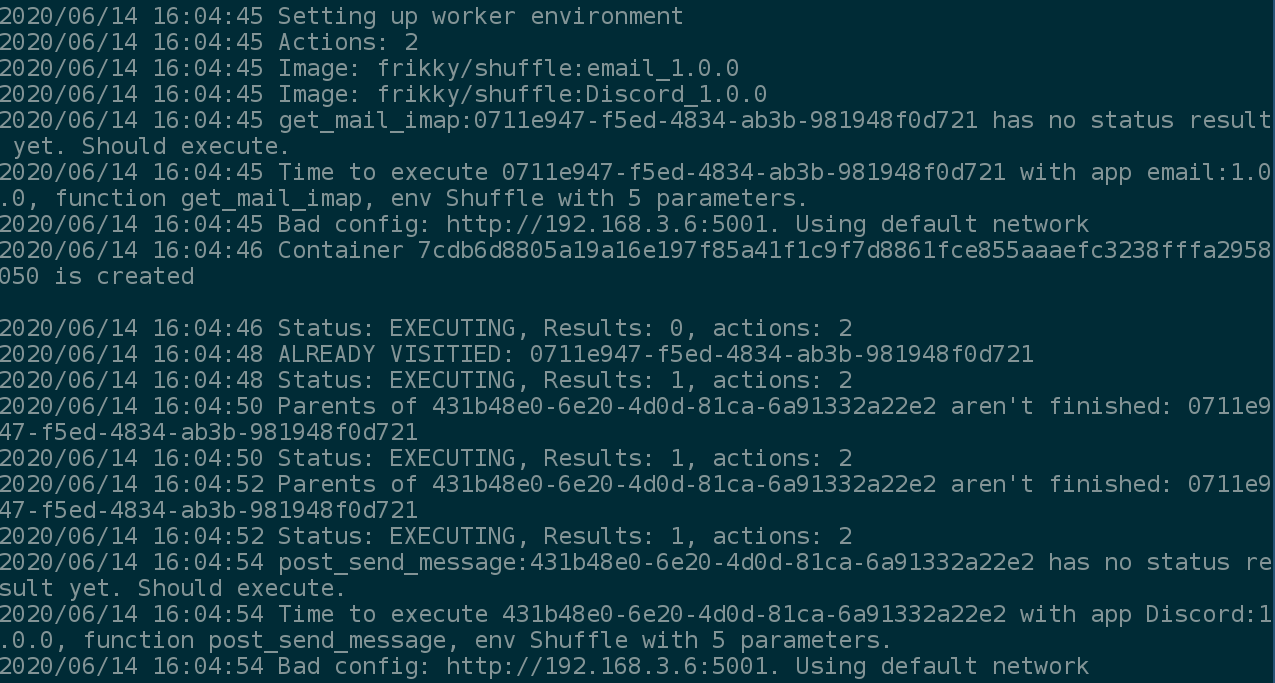 2020/06/14 16:04:45 Setting up worker environment
2020/06/14 16:04:45 Actions: 2
2020/06/14 16:04:45 Image: frikky/shuffle:email_1.0.0
2020/06/14 16:04:45 Image: frikky/shuffle:Discord_1.0.0
2020/06/14 16:04:45 get_mail_imap:0711e947-f5ed-4834-ab3b-981948f0d721 has no status result
 yet. Should execute.
2020/06/14 16:04:45 Time to execute 0711e947-f5ed-4834-ab3b-981948f0d721 with app email:1.0
.0, function get_mail_imap, env Shuffle with 5 parameters.
2020/06/14 16:04:45 Bad config: http://192.168.3.6:5001. Using default network
2020/06/14 16:04:46 Container 7cdb6d8805a19a16e197f85a41f1c9f7d8861fce855aaaefc3238fffa2958
050 is created
2020/06/14 16:04:46 Status: EXECUTING, Results: 0, actions: 2
2020/06/14 16:04:48 ALREADY VISITIED: 0711e947-f5ed-4834-ab3b-981948f0d721
2020/06/14 16:04:48 Status: EXECUTING, Results: 1, actions: 2
2020/06/14 16:04:50 Parents of 431b48e0-6e20-4d0d-81ca-6a91332a22e2 aren't finished: 0711e9
47-f5ed-4834-ab3b-981948f0d721
2020/06/14 16:04:50 Status: EXECUTING, Results: 1, actions: 2
2020/06/14 16:04:52 Parents of 431b48e0-6e20-4d0d-81ca-6a91332a22e2 aren't finished: 0711e9
47-f5ed-4834-ab3b-981948f0d721
2020/06/14 16:04:52 Status: EXECUTING, Results: 1, actions: 2
2020/06/14 16:04:54 post_send_message:431b48e0-6e20-4d0d-81ca-6a91332a22e2 has no status re
sult yet. Should execute.
2020/06/14 16:04:54 Time to execute 431b48e0-6e20-4d0d-81ca-6a91332a22e2 with app Discord:1
.0.0, function post_send_message, env Shuffle with 5 parameters.
2020/06/14 16:04:54 Bad config: http://192.168.3.6:5001. Using default network